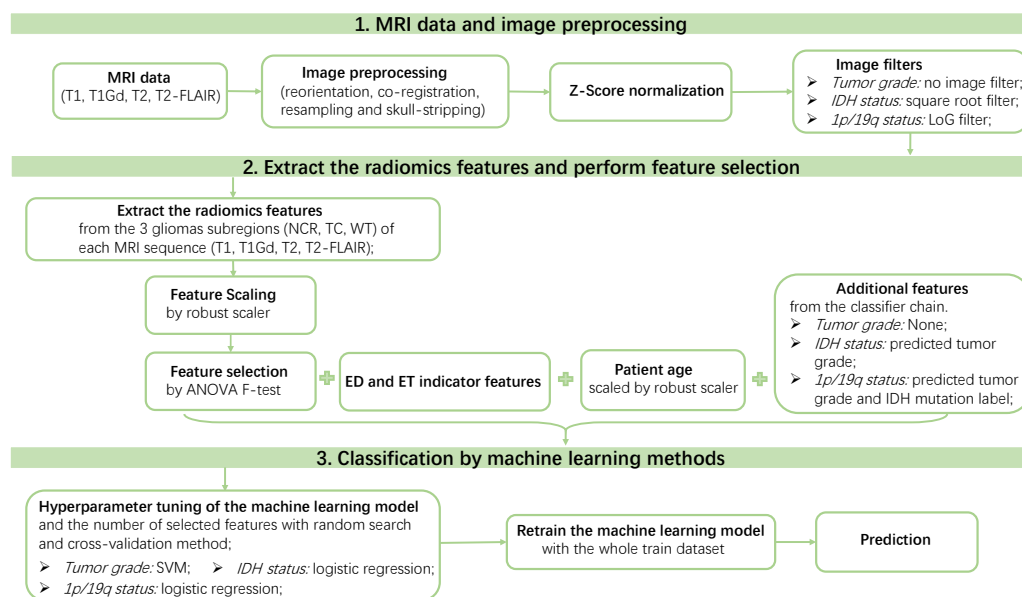 1. MRI data and image preprocessing
MRI data
(T1, T1Gd, T2, T2-FLAIR)
Image preprocessing
(reorientation, co-registration,
resampling and skull-stripping)
Z-Score normalization
Image filters
➤ Tumor grade: no image filter;
➤ IDH status: square root filter;
➤ 1p/19q status: LoG filter;
2. Extract the radiomics features and perform feature selection
Extract the radiomics features
from the 3 gliomas subregions (NCR, TC, WT) of
each MRI sequence (T1, T1Gd, T2, T2-FLAIR);
Feature Scaling
by robust scaler
Feature selection
by ANOVA F-test
ED and ET indicator features
Patient age
scaled by robust scaler
Additional features
from the classifier chain.
➤ Tumor grade: None;
➤ IDH status: predicted tumor
grade;
➤ 1p/19q status: predicted tumor
grade and IDH mutation label;
3. Classification by machine learning methods
Hyperparameter tuning of the machine learning model
and the number of selected features with random search
and cross-validation method;
➤ Tumor grade: SVM; ➤ IDH status: logistic regression;
➤ 1p/19q status: logistic regression;
Retrain the machine learning model
with the whole train dataset
Prediction